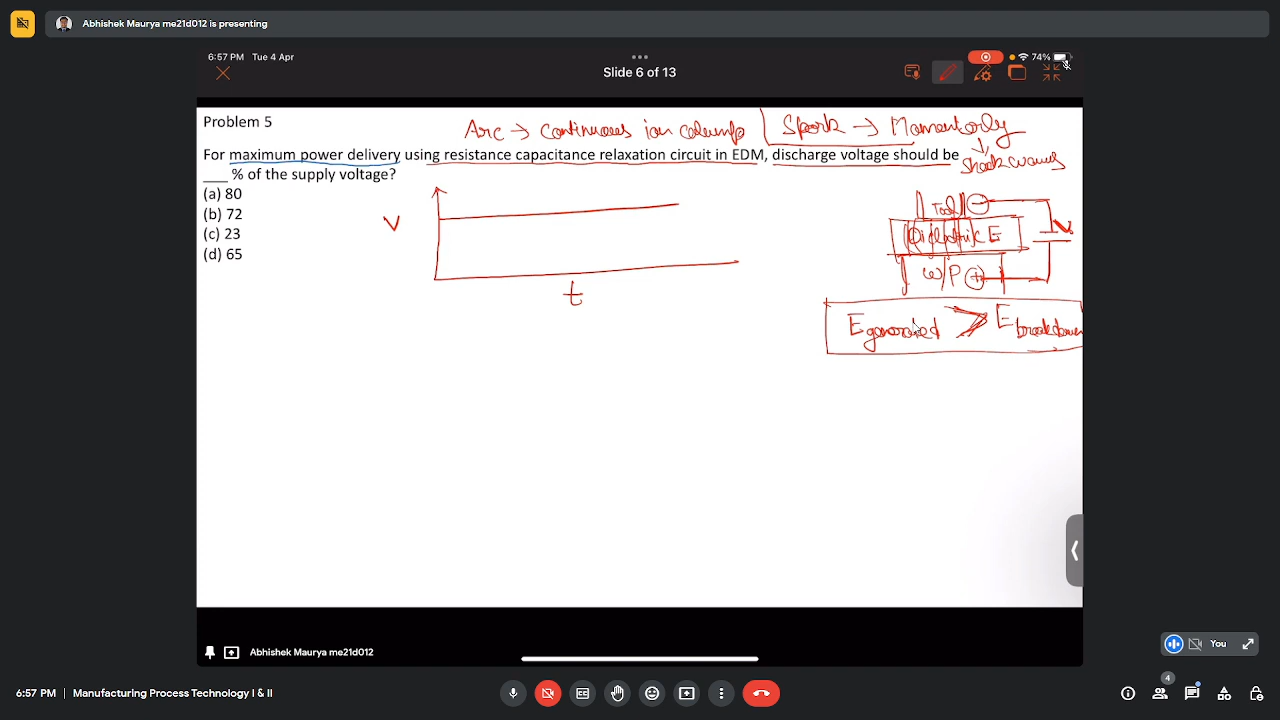 Abhishek Maurya me21d012 is presenting
6:57 PM Tue 4 Apr
74%
Slide 6 of 13
Problem 5
Arc → Continuous ion column
Spark → Momentorly
↓
shockwaves
For maximum power delivery using resistance capacitance relaxation circuit in EDM, discharge voltage should be
___ % of the supply voltage?
(a) 80
(b) 72
(c) 23
(d) 65
V
t
Tool -
V
Dielectric E
w/P +
E generated > E breakdown
Abhishek Maurya me21d012
You
6:57 PM | Manufacturing Process Technology I & II
4